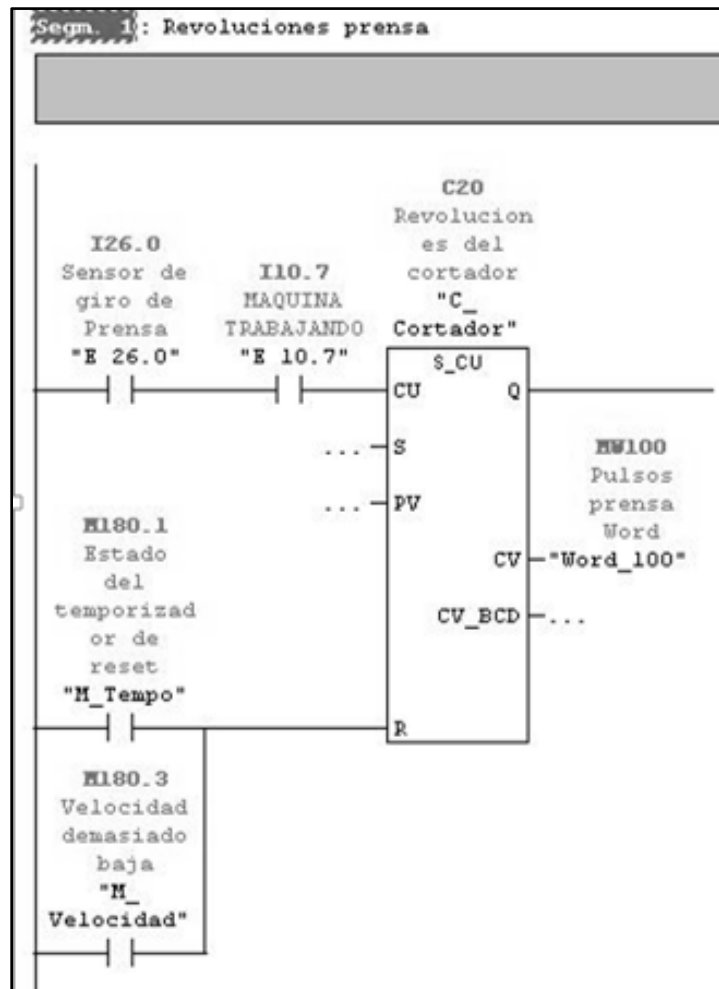 Segm. 1: Revoluciones prensa
C20
Revolucion
es del
cortador
"C_
Cortador"
I26.0
Sensor de
giro de
Prensa
"E 26.0"
I10.7
MAQUINA
TRABAJANDO
"E 10.7"
S_CU
CU
Q
... S
... PV
MW100
Pulsos
prensa
Word
CV "Word_100"
CV_BCD ...
M180.1
Estado
del
temporizad
or de
reset
"M_Tempo"
R
M180.3
Velocidad
demasiado
baja
"M_
Velocidad"